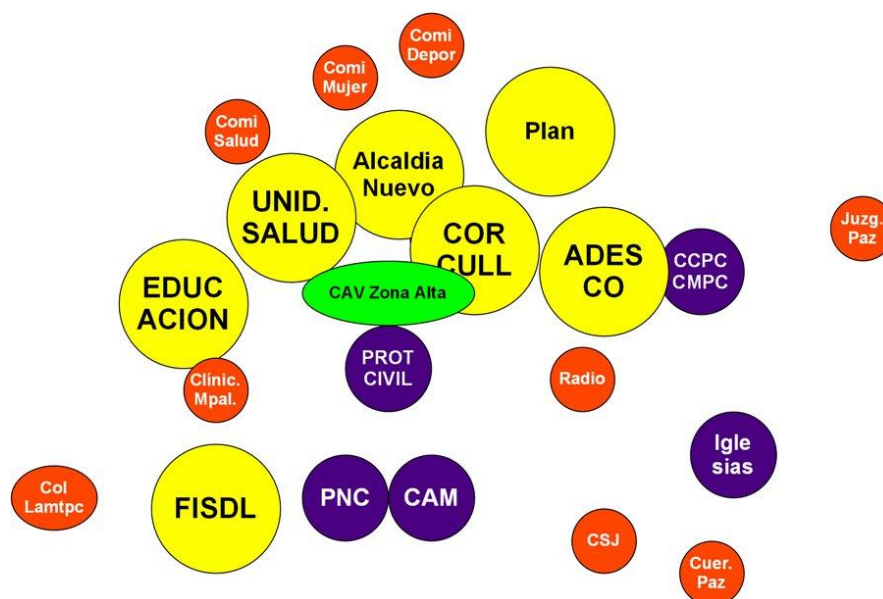 Comi
Depor
Comi
Mujer
Comi
Salud
Plan
Alcaldia
Nuevo
UNID.
SALUD
COR
CULL
ADES
CO
CCPC
CMPC
Juzg.
Paz
EDUC
ACION
CAV Zona Alta
PROT
CIVIL
Clinic.
Mpal.
Radio
Igle
sias
Col
Lamtpc
FISDL
PNC
CAM
CSJ
Cuer.
Paz